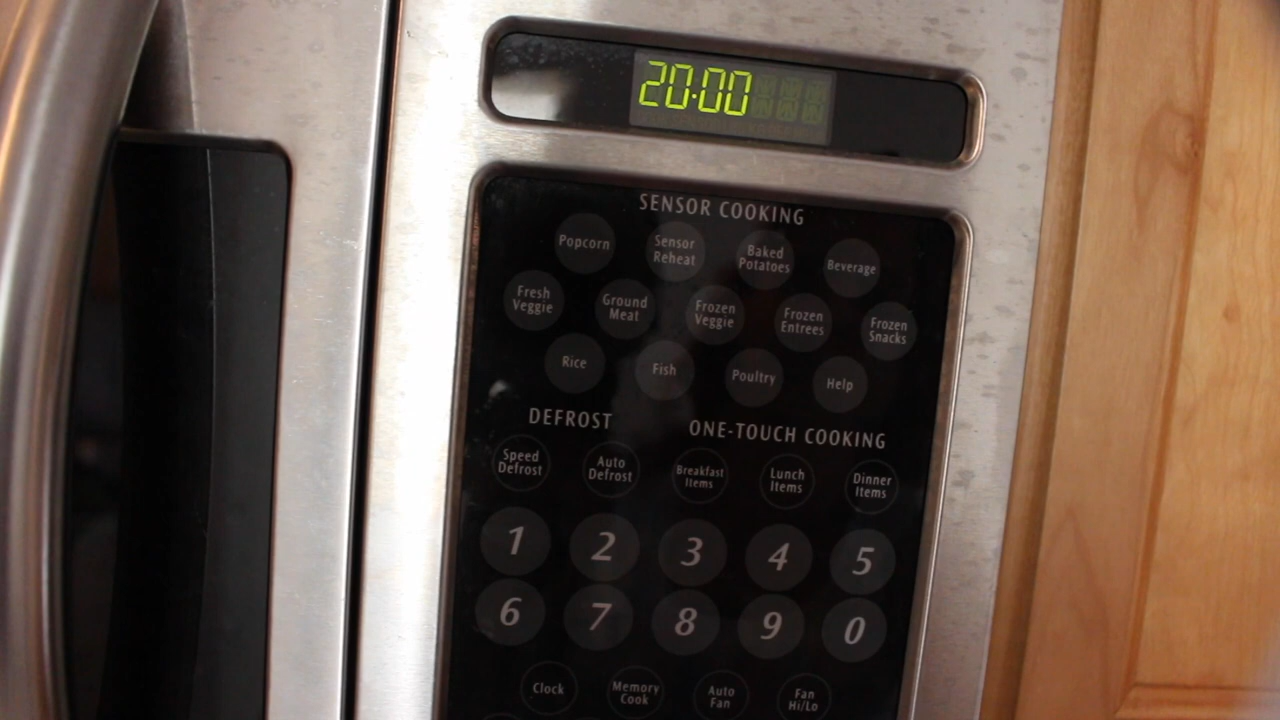 20:00
SENSOR COOKING
Popcorn
Sensor
Reheat
Baked
Potatoes
Beverage
Fresh
Veggie
Ground
Meat
Frozen
Veggie
Frozen
Entrees
Frozen
Snacks
Rice
Fish
Poultry
Help
DEFROST
ONE-TOUCH COOKING
Speed
Defrost
Auto
Defrost
Breakfast
Items
Lunch
Items
Dinner
Items
1 2 3 4 5
6 7 8 9 0
Clock
Memory
Cook
Auto
Fan
Fan
Hi/Lo